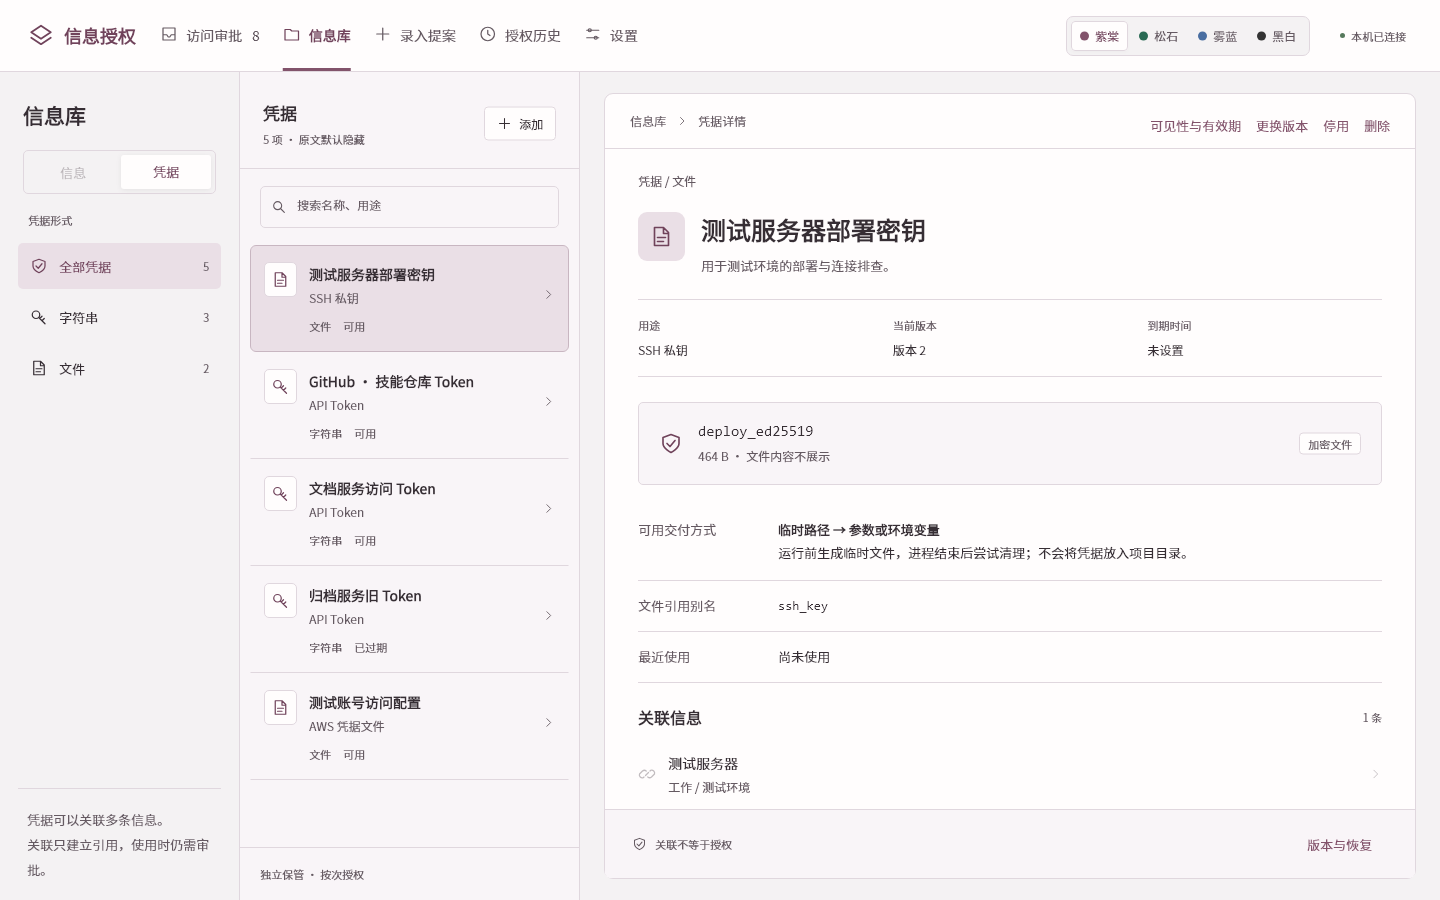 信息授权
访问审批 8
信息库
录入提案
授权历史
设置
紫棠
松石
雾蓝
黑白
本机已连接
信息库
信息
凭据
凭据形式
全部凭据 5
字符串 3
文件 2
凭据可以关联多条信息。
关联只建立引用，使用时仍需审
批。
凭据
5 项 · 原文默认隐藏
添加
搜索名称、用途
测试服务器部署密钥
SSH 私钥
文件 可用
GitHub · 技能仓库 Token
API Token
字符串 可用
文档服务访问 Token
API Token
字符串 可用
归档服务旧 Token
API Token
字符串 已过期
测试账号访问配置
AWS 凭据文件
文件 可用
独立保管 · 按次授权
信息库 > 凭据详情
可见性与有效期 更换版本 停用 删除
凭据 / 文件
测试服务器部署密钥
用于测试环境的部署与连接排查。
用途
SSH 私钥
当前版本
版本 2
到期时间
未设置
deploy_ed25519
464 B · 文件内容不展示
加密文件
可用交付方式
临时路径 → 参数或环境变量
运行前生成临时文件，进程结束后尝试清理；不会将凭据放入项目目录。
文件引用别名 ssh_key
最近使用 尚未使用
关联信息 1 条
测试服务器
工作 / 测试环境
关联不等于授权
版本与恢复